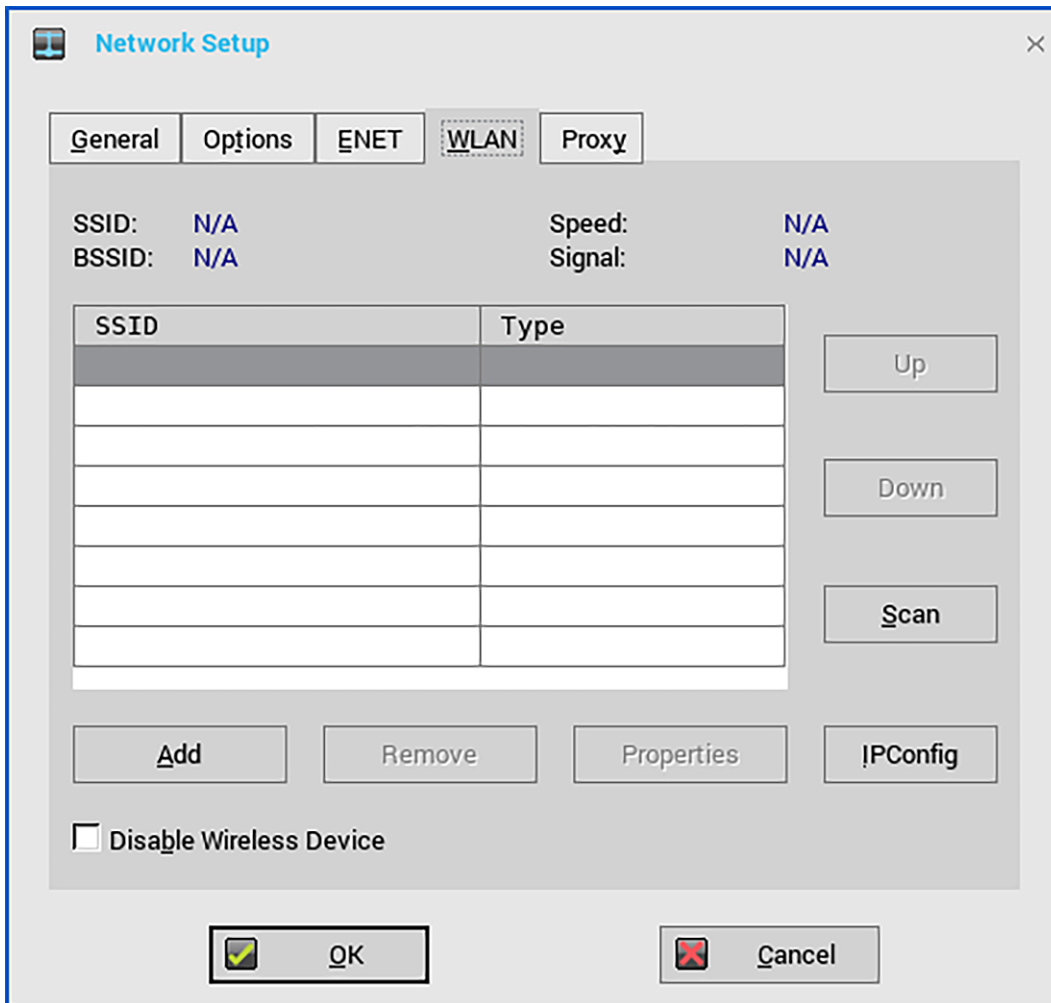 Network Setup
General Options ENET WLAN Proxy
SSID: N/A Speed: N/A
BSSID: N/A Signal: N/A
SSID Type
Up
Down
Scan
Add Remove Properties IPConfig
Disable Wireless Device
OK Cancel